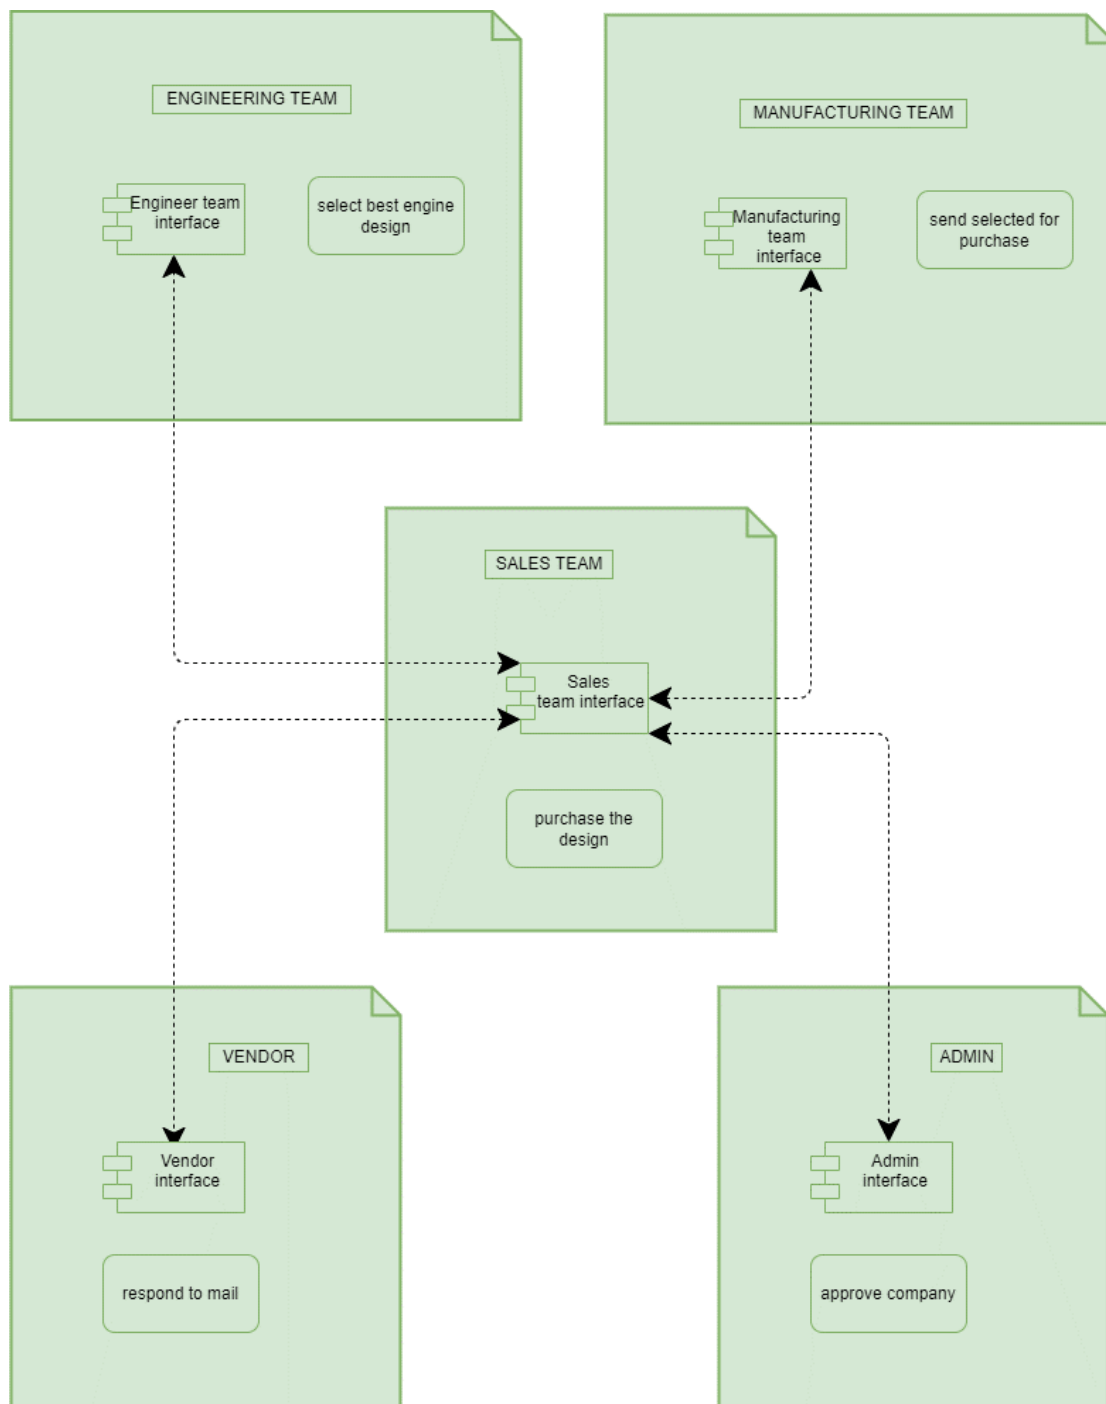 ENGINEERING TEAM
Engineer team
interface
select best engine
design
MANUFACTURING TEAM
Manufacturing
team
interface
send selected for
purchase
SALES TEAM
Sales
team interface
purchase the
design
VENDOR
Vendor
interface
respond to mail
ADMIN
Admin
interface
approve company